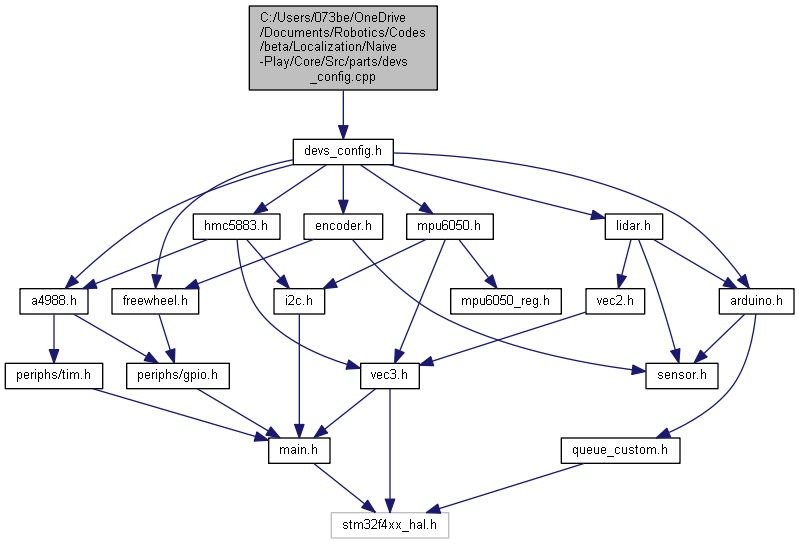 C:/Users/073be/OneDrive
/Documents/Robotics/Codes
/beta/Localization/Naive
-Play/Core/Src/parts/devs
_config.cpp
devs_config.h
hmc5883.h
encoder.h
mpu6050.h
lidar.h
a4988.h
freewheel.h
i2c.h
mpu6050_reg.h
vec2.h
arduino.h
periphs/tim.h
periphs/gpio.h
vec3.h
sensor.h
main.h
queue_custom.h
stm32f4xx_hal.h